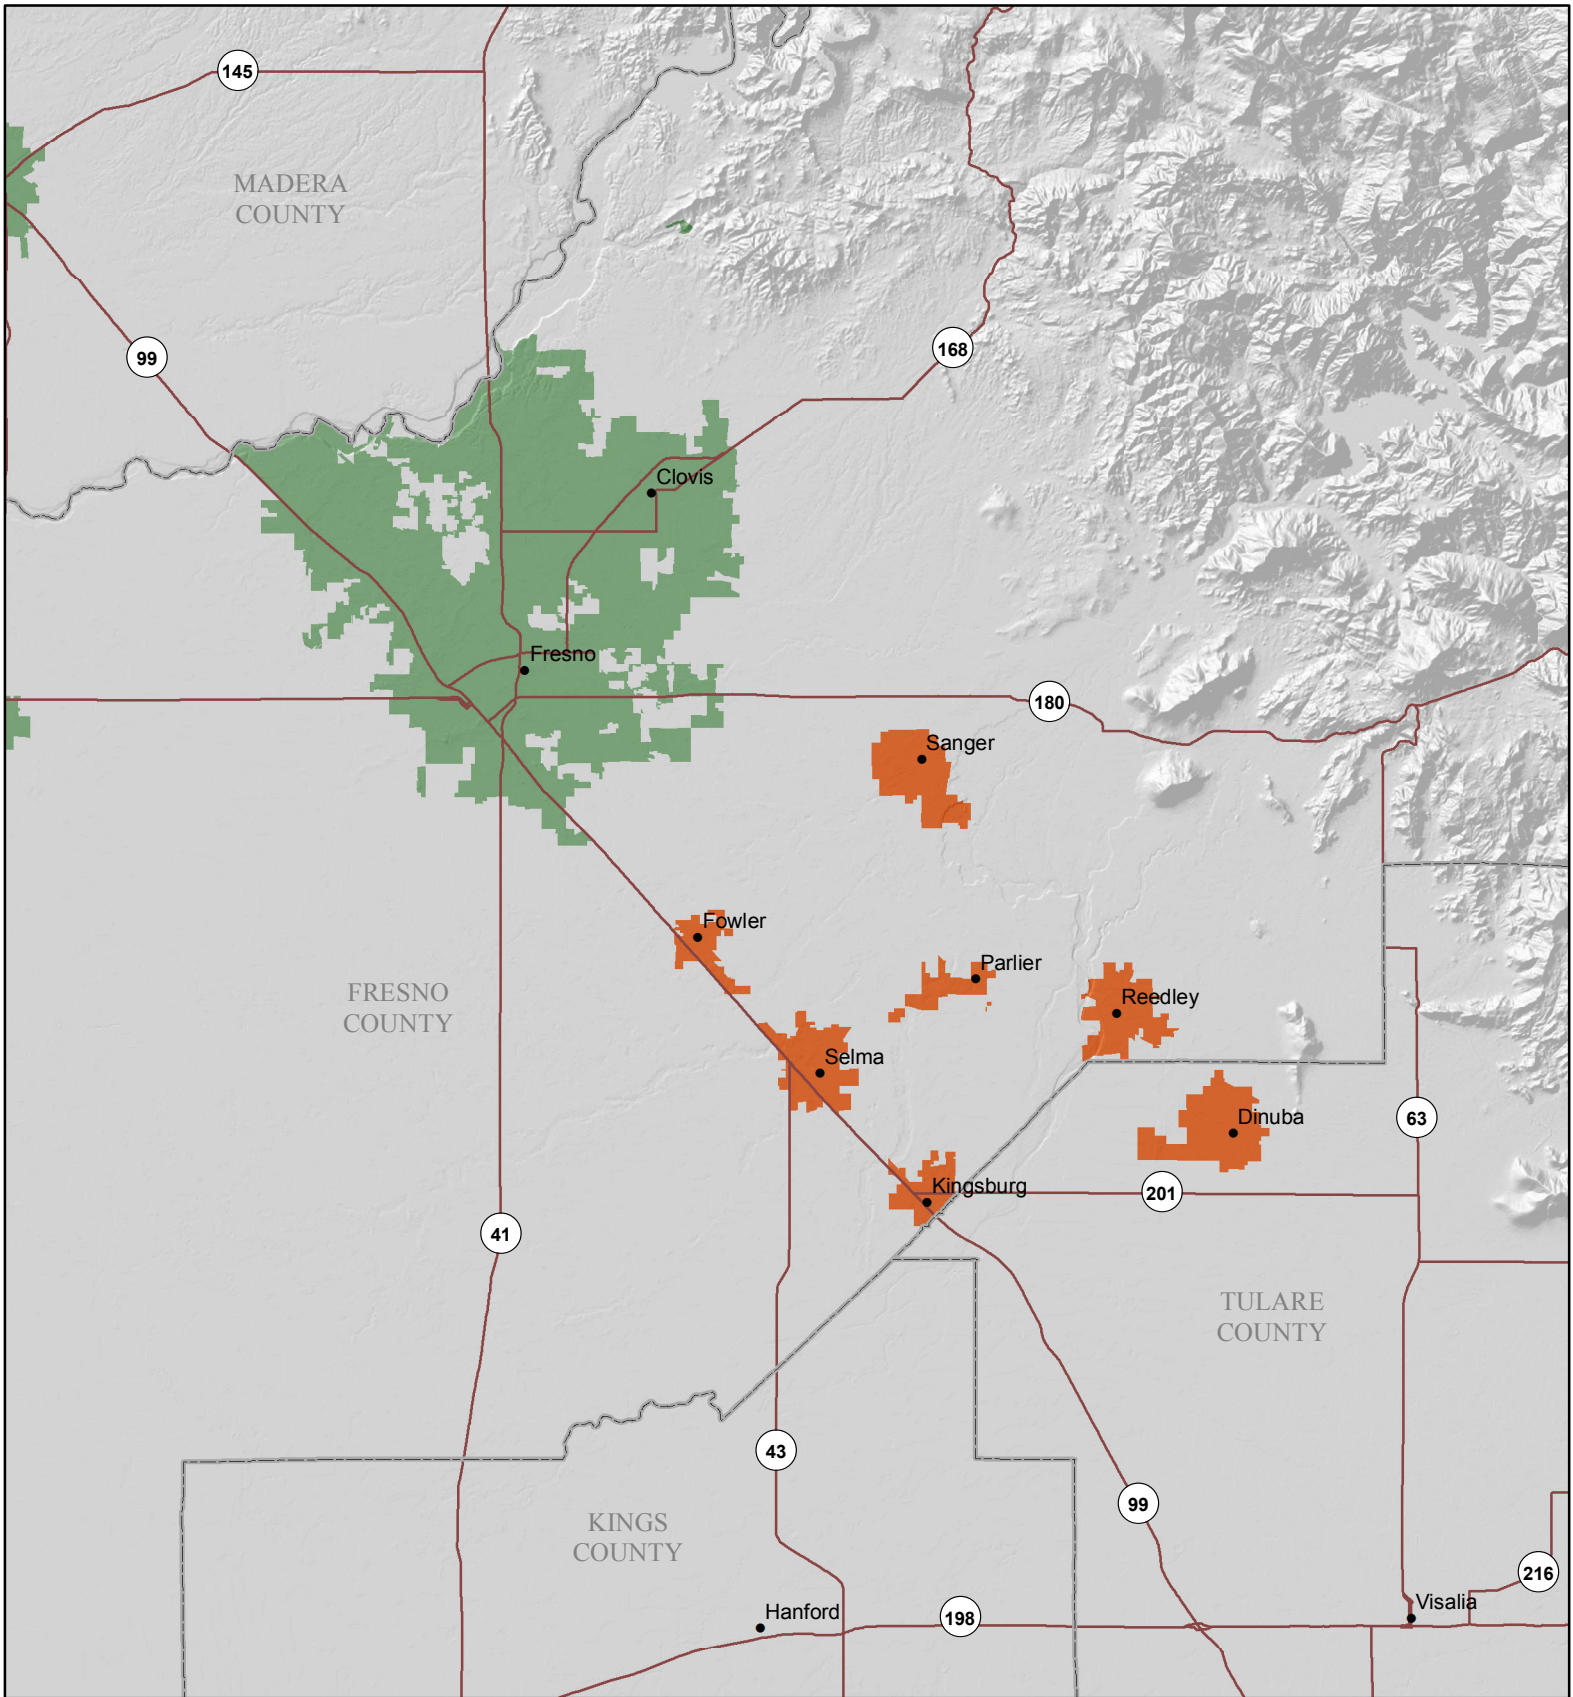 145
MADERA
COUNTY
99
168
Clovis
Fresno
180
Sanger
Fowler
Parlier
FRESNO
COUNTY
Reedley
Selma
Dinuba
63
Kingsburg
201
41
TULARE
COUNTY
43
99
KINGS
COUNTY
216
Hanford
198
Visalia